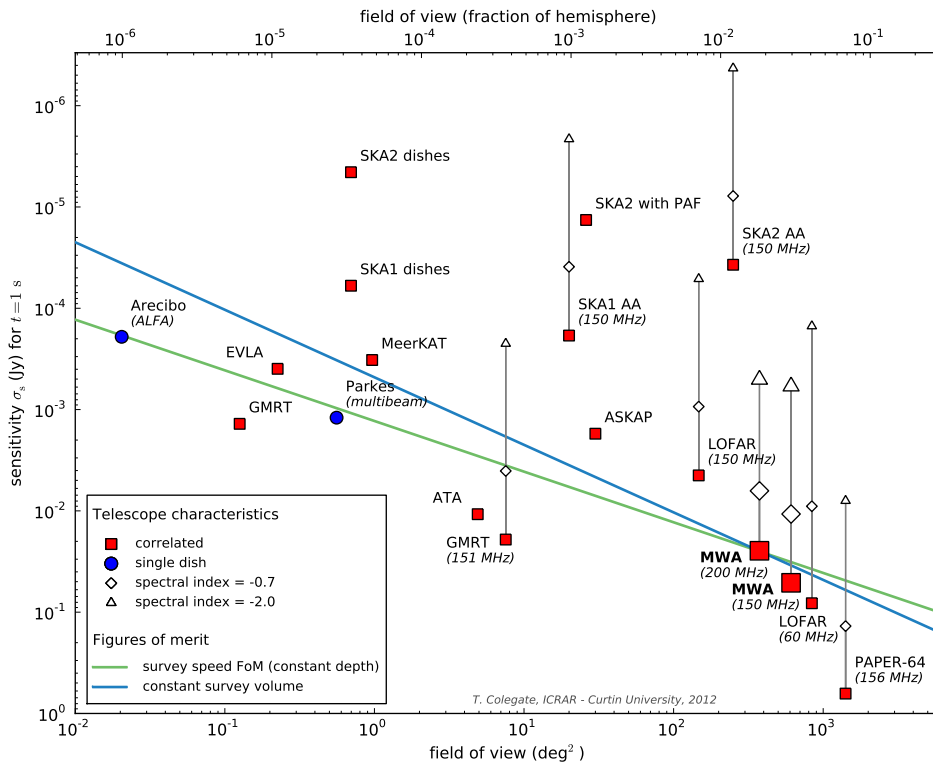 field of view (fraction of hemisphere)
10^-6 10^-5 10^-4 10^-3 10^-2 10^-1
sensitivity σ_s (Jy) for t=1 s
10^-6
10^-5
10^-4
10^-3
10^-2
10^-1
10^0
SKA2 dishes
SKA2 with PAF
SKA2 AA
(150 MHz)
SKA1 dishes
SKA1 AA
(150 MHz)
Arecibo
(ALFA)
EVLA
MeerKAT
Parkes
(multibeam)
GMRT
ASKAP
LOFAR
(150 MHz)
ATA
GMRT
(151 MHz)
MWA
(200 MHz)
MWA
(150 MHz)
LOFAR
(60 MHz)
PAPER-64
(156 MHz)
Telescope characteristics
correlated
single dish
spectral index = -0.7
spectral index = -2.0
Figures of merit
survey speed FoM (constant depth)
constant survey volume
T. Colegate, ICRAR - Curtin University, 2012
10^-2 10^-1 10^0 10^1 10^2 10^3
field of view (deg^2 )